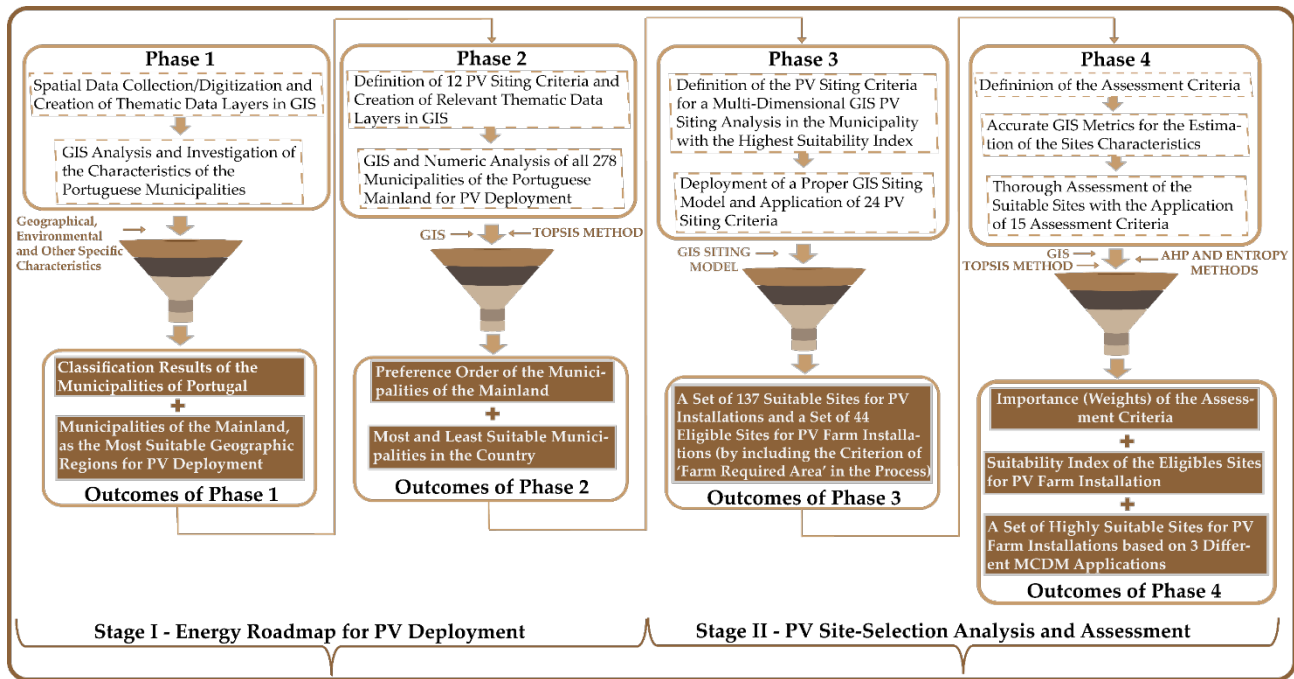 Phase 1
Spatial Data Collection/Digitization and
Creation of Thematic Data Layers in GIS
GIS Analysis and Investigation of
the Characteristics of the
Portuguese Municipalities
Geographical,
Environmental
and Other Specific
Characteristics
Classification Results of the
Municipalities of Portugal
+
Municipalities of the Mainland,
as the Most Suitable Geographic
Regions for PV Deployment
Outcomes of Phase 1
Phase 2
Definition of 12 PV Siting Criteria and
Creation of Relevant Thematic Data
Layers in GIS
GIS and Numeric Analysis of all 278
Municipalities of the Portuguese
Mainland for PV Deployment
GIS
TOPSIS METHOD
Preference Order of the Munici-
palities of the Mainland
+
Most and Least Suitable Munici-
palities in the Country
Outcomes of Phase 2
Phase 3
Definition of the PV Siting Criteria
for a Multi-Dimensional GIS PV
Siting Analysis in the Municipality
with the Highest Suitability Index
Deployment of a Proper GIS Siting
Model and Application of 24 PV
Siting Criteria
GIS SITING
MODEL
A Set of 137 Suitable Sites for PV
Installations and a Set of 44
Eligible Sites for PV Farm Installa-
tions (by including the Criterion of
'Farm Required Area' in the Process)
Outcomes of Phase 3
Phase 4
Defininion of the Assessment Criteria
Accurate GIS Metrics for the Estima-
tion of the Sites Characteristics
Thorough Assessment of the
Suitable Sites with the Application
of 15 Assessment Criteria
GIS
TOPSIS METHOD
AHP AND ENTROPY
METHODS
Importance (Weights) of the Assess-
ment Criteria
+
Suitability Index of the Eligibles Sites
for PV Farm Installation
+
A Set of Highly Suitable Sites for PV
Farm Installations based on 3 Differ-
ent MCDM Applications
Outcomes of Phase 4
Stage I - Energy Roadmap for PV Deployment
Stage II - PV Site-Selection Analysis and Assessment